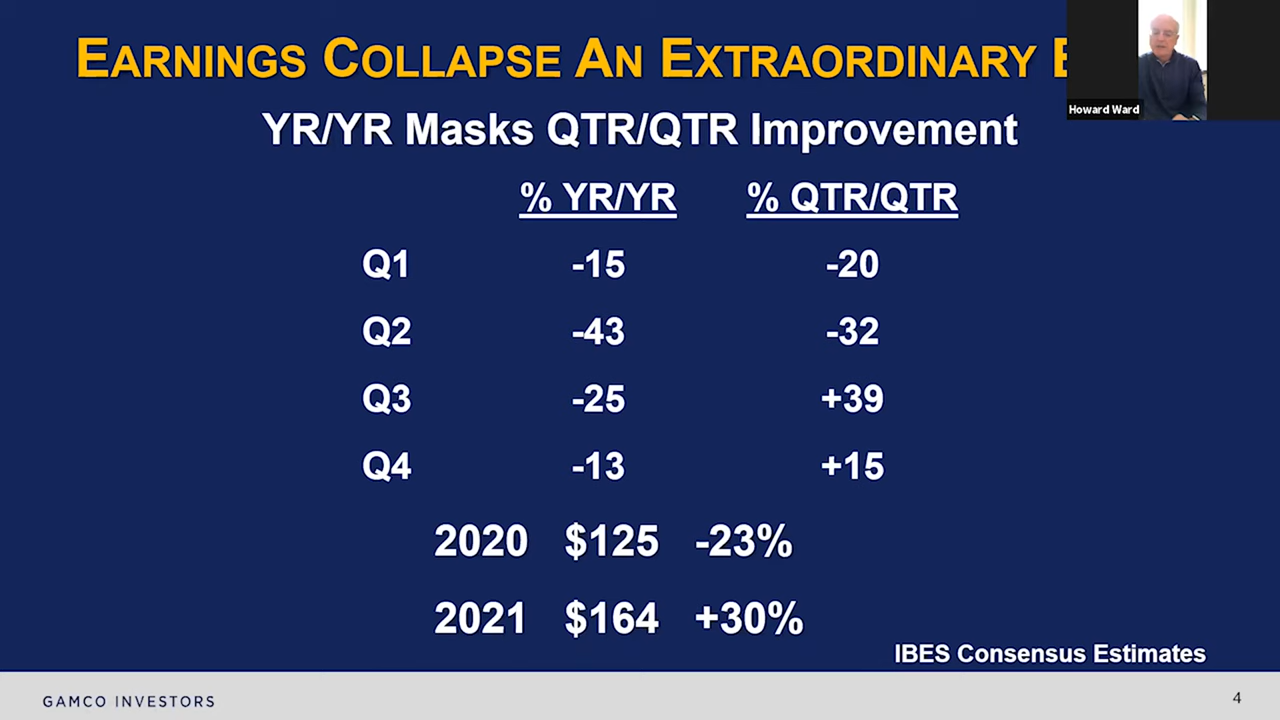 EARNINGS COLLAPSE AN EXTRAORDINARY
Howard Ward
YR/YR Masks QTR/QTR Improvement
% YR/YR % QTR/QTR
Q1 -15 -20
Q2 -43 -32
Q3 -25 +39
Q4 -13 +15
2020 $125 -23%
2021 $164 +30%
IBES Consensus Estimates
GAMCO INVESTORS 4